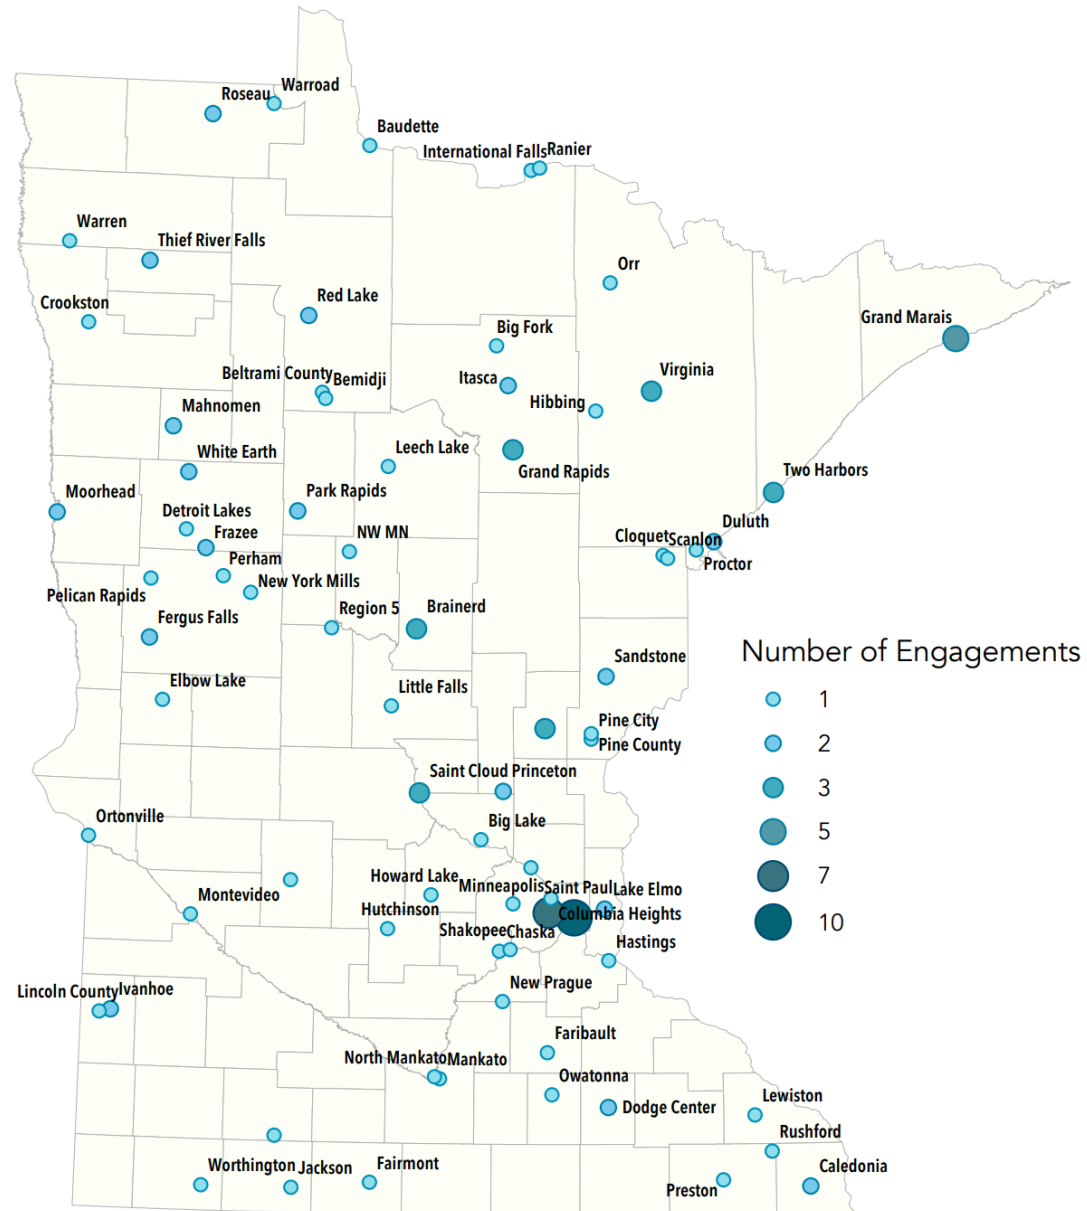 Warroad
Roseau
Baudette
International Falls
Ranier
Warren
Thief River Falls
Orr
Red Lake
Crookston
Grand Marais
Big Fork
Virginia
Beltrami County
Bemidji
Itasca
Hibbing
Mahnomen
White Earth
Leech Lake
Grand Rapids
Two Harbors
Moorhead
Park Rapids
Detroit Lakes
Duluth
Frazee
NW MN
Cloquet
Scanlon
Perham
Proctor
New York Mills
Pelican Rapids
Region 5
Brainerd
Fergus Falls
Number of Engagements
Sandstone
Elbow Lake
Little Falls
1
Pine City
2
Pine County
Saint Cloud
Princeton
3
Ortonville
Big Lake
5
Howard Lake
Minneapolis
Saint Paul
Lake Elmo
7
Montevideo
Hutchinson
Columbia Heights
10
Shakopee
Chaska
Hastings
New Prague
Lincoln County
Ivanhoe
Faribault
North Mankato
Mankato
Owatonna
Dodge Center
Lewiston
Rushford
Worthington
Jackson
Fairmont
Caledonia
Preston